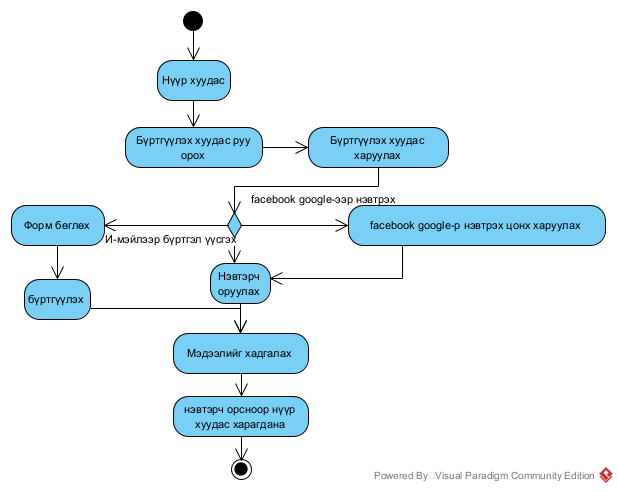 Нүүр хуудас
Бүртгүүлэх хуудас руу
орох
Бүртгүүлэх хуудас
харуулах
facebook google-ээр нэвтрэх
Форм бөглөх
И-мэйлээр бүртгэл үүсгэх
facebook google-р нэвтрэх цонх харуулах
Нэвтэрч
оруулах
бүртгүүлэх
Мэдээлийг хадгалах
нэвтэрч орсноор нүүр
хуудас харагдана
Powered By Visual Paradigm Community Edition